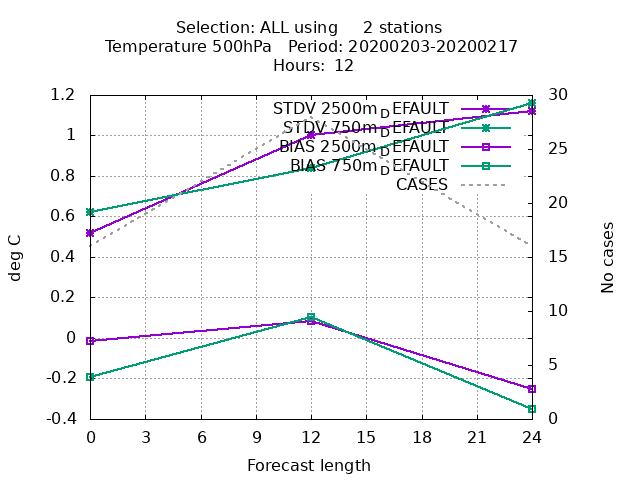 Selection: ALL using     2 stations
Temperature 500hPa   Period: 20200203-20200217
Hours:  12
STDV 2500m_DEFAULT
STDV 750m_DEFAULT
BIAS 2500m_DEFAULT
BIAS 750m_DEFAULT
CASES
1.2
1
0.8
0.6
0.4
0.2
0
-0.2
-0.4
deg C
30
25
20
15
10
5
0
No cases
0 3 6 9 12 15 18 21 24
Forecast length